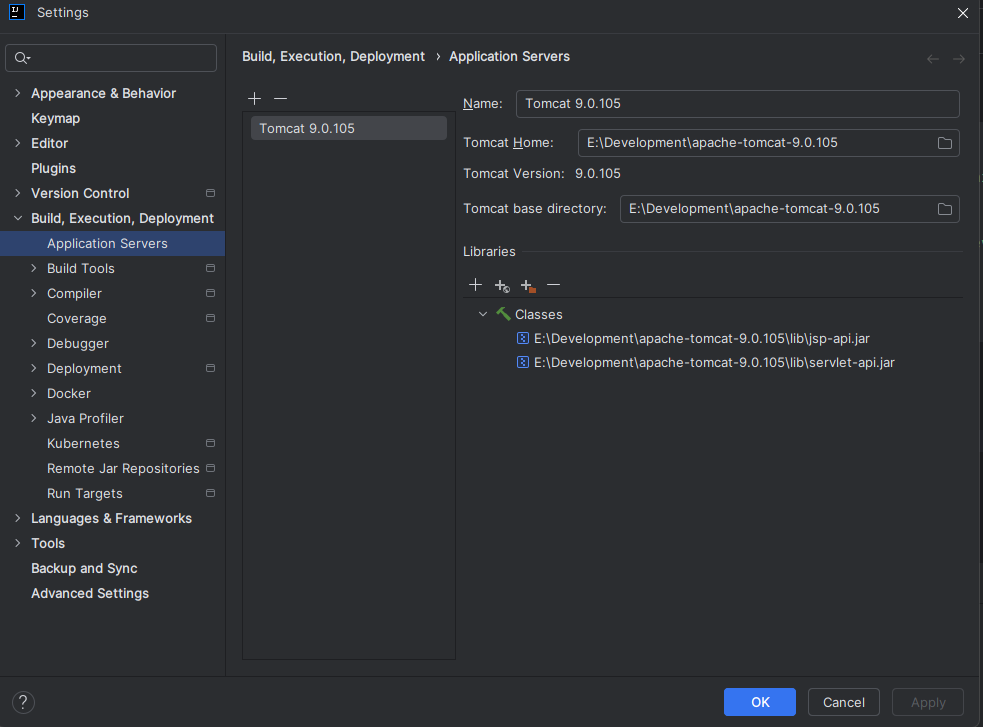 Settings
Build, Execution, Deployment › Application Servers
Appearance & Behavior
Keymap
Editor
Plugins
Version Control
Build, Execution, Deployment
Application Servers
Build Tools
Compiler
Coverage
Debugger
Deployment
Docker
Java Profiler
Kubernetes
Remote Jar Repositories
Run Targets
Languages & Frameworks
Tools
Backup and Sync
Advanced Settings
Tomcat 9.0.105
Name: Tomcat 9.0.105
Tomcat Home: E:\Development\apache-tomcat-9.0.105
Tomcat Version: 9.0.105
Tomcat base directory: E:\Development\apache-tomcat-9.0.105
Libraries
Classes
E:\Development\apache-tomcat-9.0.105\lib\jsp-api.jar
E:\Development\apache-tomcat-9.0.105\lib\servlet-api.jar
?
OK
Cancel
Apply